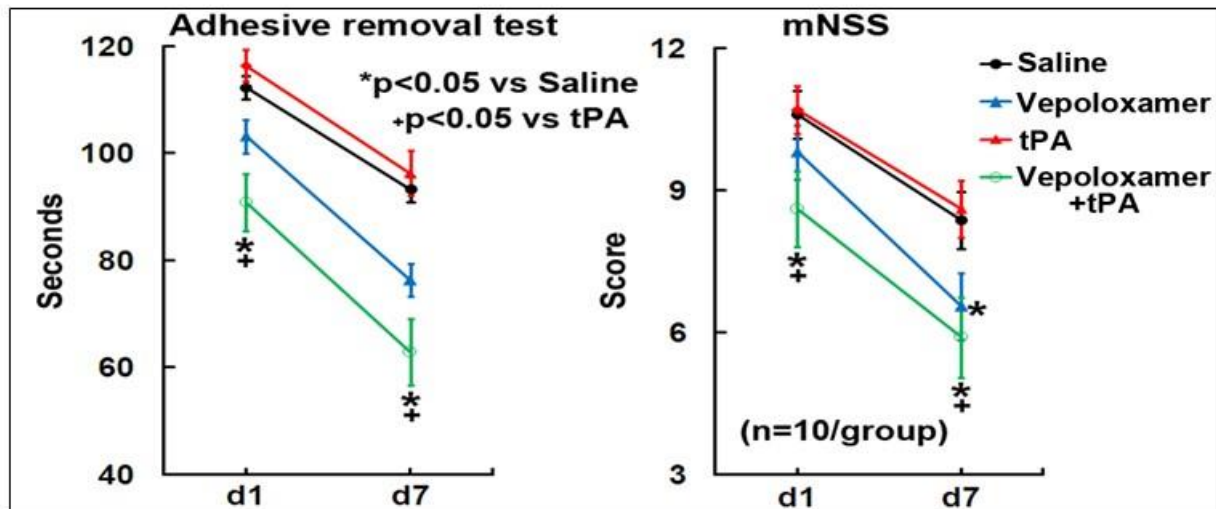 Adhesive removal test
120
100
80
60
40
Seconds
*p<0.05 vs Saline
+p<0.05 vs tPA
*
+
*
+
d1
d7
mNSS
12
9
6
3
Score
Saline
Vepoloxamer
tPA
Vepoloxamer
+tPA
*
+
*
*
+
(n=10/group)
d1
d7